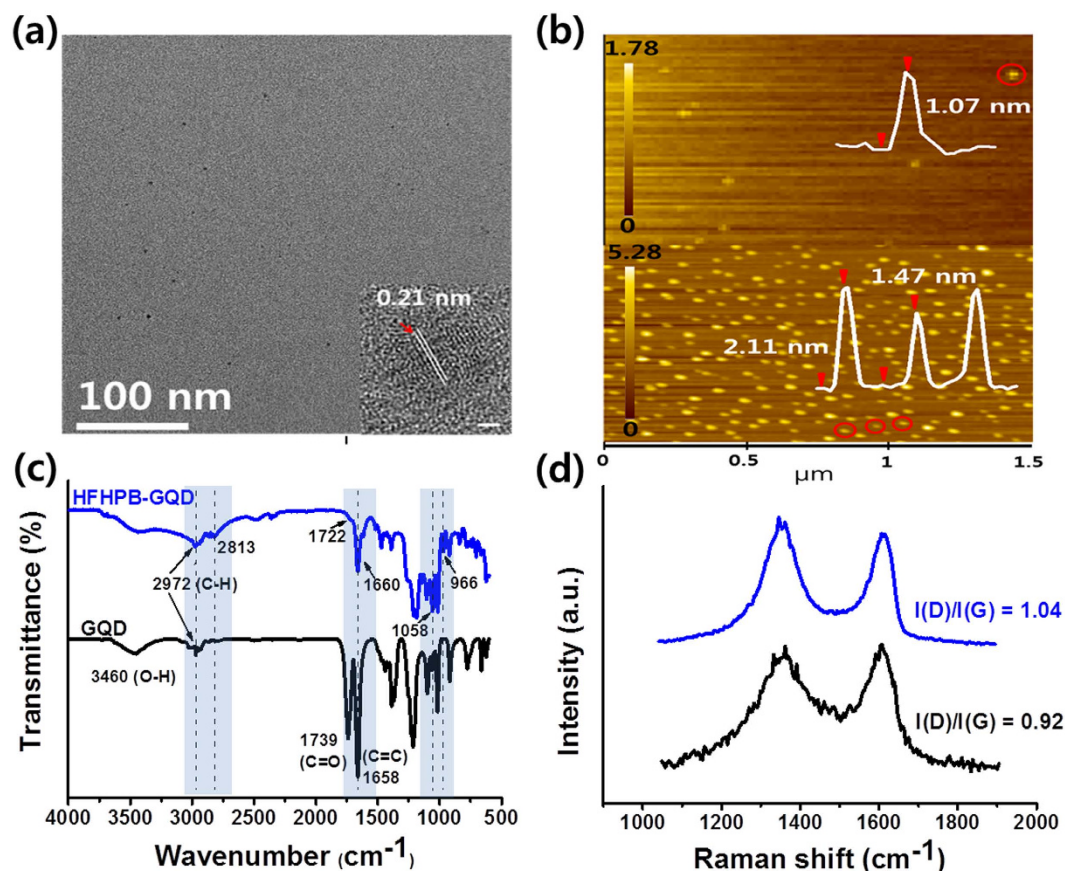 (a)
0.21 nm
100 nm
(b)
1.78
1.07 nm
0
5.28
1.47 nm
2.11 nm
0
0 0.5 1 1.5
µm
(c)
HFHPB-GQD
2813
1722
2972 (C-H)
1660
966
GQD
1058
3460 (O-H)
1739
(C=O)
(C=C)
1658
Transmittance (%)
4000 3500 3000 2500 2000 1500 1000 500
Wavenumber (cm-1)
(d)
I(D)/I(G) = 1.04
I(D)/I(G) = 0.92
Intensity (a.u.)
1000 1200 1400 1600 1800 2000
Raman shift (cm-1)